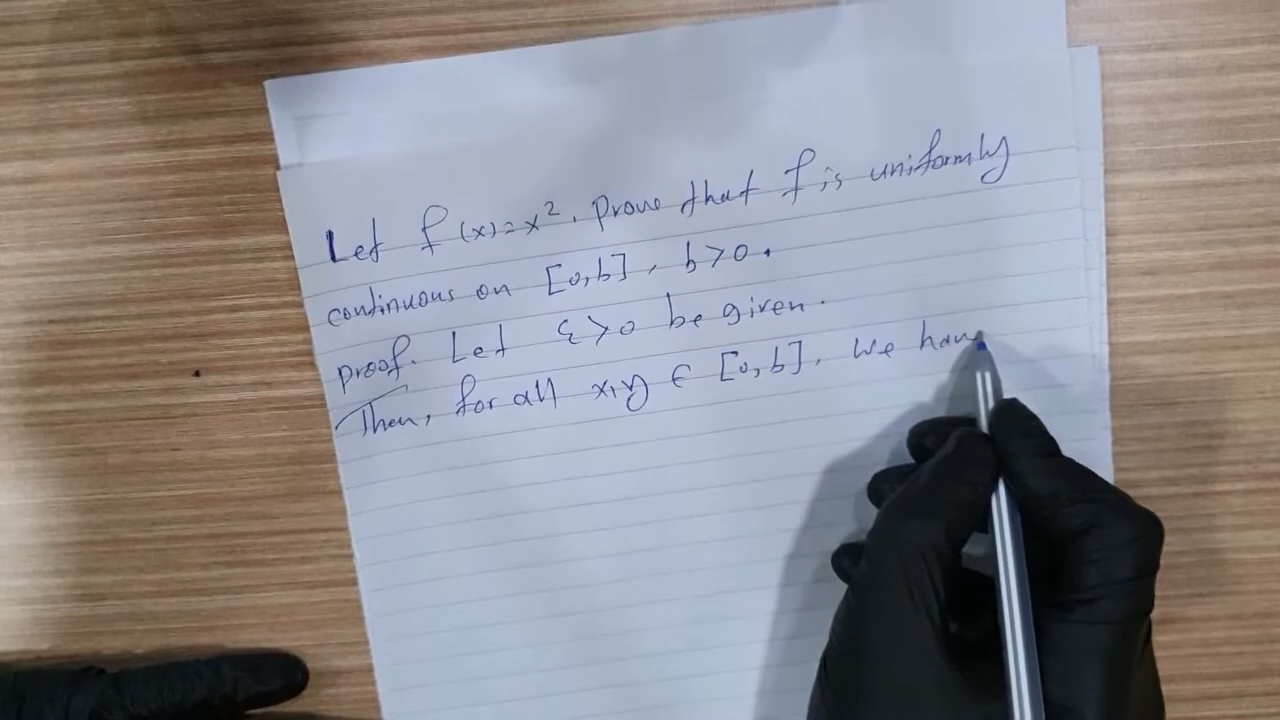 Let f(x)=x². Prove that f is uniformly
continuous on [0,b], b>0.
proof. Let ε>0 be given.
Then, for all x,y ∈ [0,b], we have